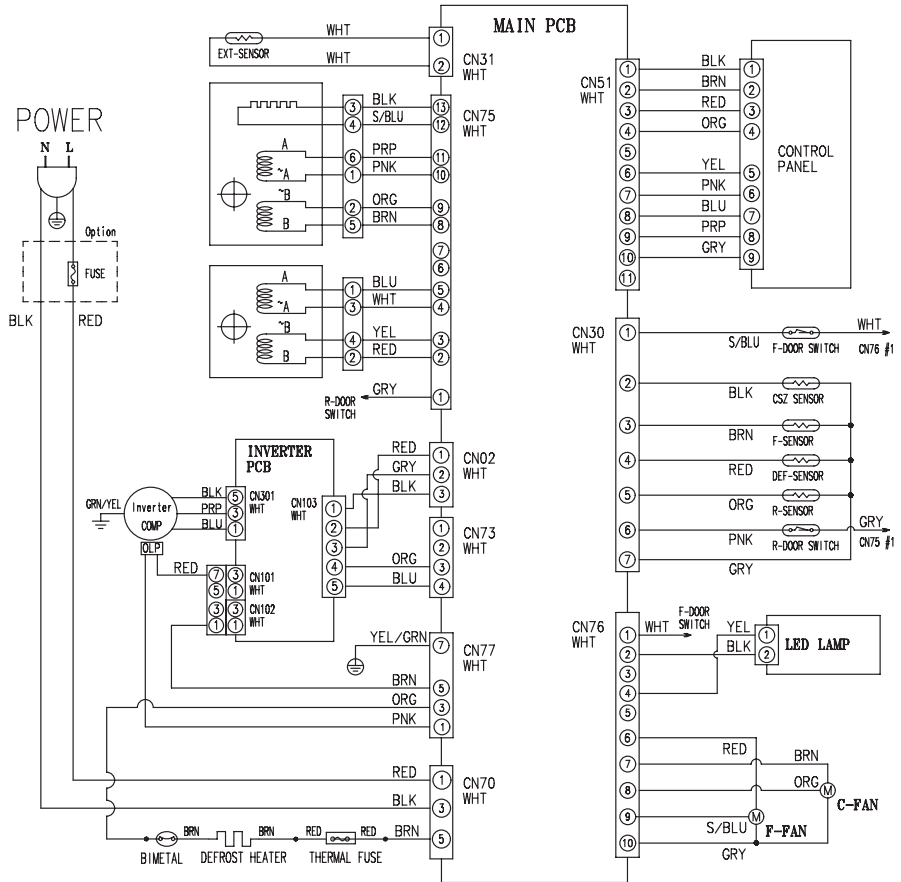 MAIN PCB
EXT-SENSOR
WHT
WHT
1
2
CN31
WHT
POWER
N L
Option
FUSE
BLK
RED
3 BLK 13
4 S/BLU 12
CN75
WHT
A
6 PRP 11
~A
1 PNK 10
~B
2 ORG 9
B
5 BRN 8
7
6
A
1 BLU 5
~A
3 WHT 4
~B
4 YEL 3
B
2 RED 2
R-DOOR
SWITCH
GRY 1
INVERTER
PCB
RED 1
GRY 2
BLK 3
CN02
WHT
CN103
WHT
1
2
3
4
5
GRN/YEL
Inverter
COMP
OLP
BLK 5
PRP 3
BLU 1
CN301
WHT
RED
7 3
5 1
CN101
WHT
3 3
1 1
CN102
WHT
1
2
ORG 3
BLU 4
CN73
WHT
YEL/GRN 7
BRN 5
ORG 3
PNK 1
CN77
WHT
RED 1
BLK 3
BRN 5
CN70
WHT
BRN BRN RED RED
BIMETAL DEFROST HEATER THERMAL FUSE
CN51
WHT
1 BLK 1
2 BRN 2
3 RED 3
4 ORG 4
5
6 YEL 5
7 PNK 6
8 BLU 7
9 PRP 8
10 GRY 9
11
CONTROL
PANEL
CN30
WHT
1 S/BLU F-DOOR SWITCH WHT
CN76 #1
2 BLK CSZ SENSOR
3 BRN F-SENSOR
4 RED DEF-SENSOR
5 ORG R-SENSOR
6 PNK R-DOOR SWITCH GRY
CN75 #1
7 GRY
CN76
WHT
1 WHT F-DOOR
SWITCH
2
3
4
5
6
7
8
9
10
YEL 1
BLK 2
LED LAMP
RED
BRN
ORG M
C-FAN
S/BLU M
F-FAN
GRY